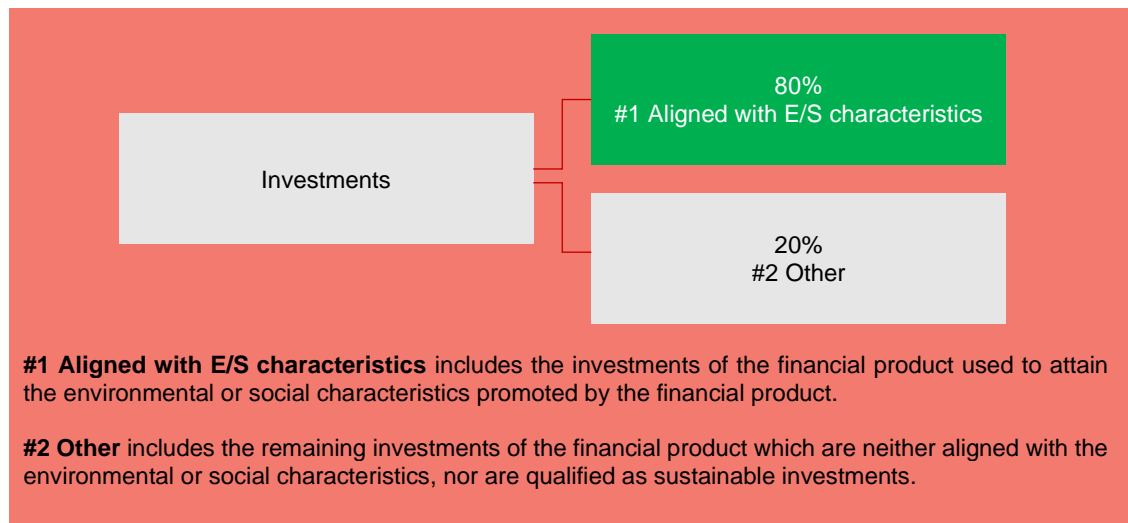 80%
#1 Aligned with E/S characteristics
Investments
20%
#2 Other
#1 Aligned with E/S characteristics includes the investments of the financial product used to attain
the environmental or social characteristics promoted by the financial product.
#2 Other includes the remaining investments of the financial product which are neither aligned with the
environmental or social characteristics, nor are qualified as sustainable investments.